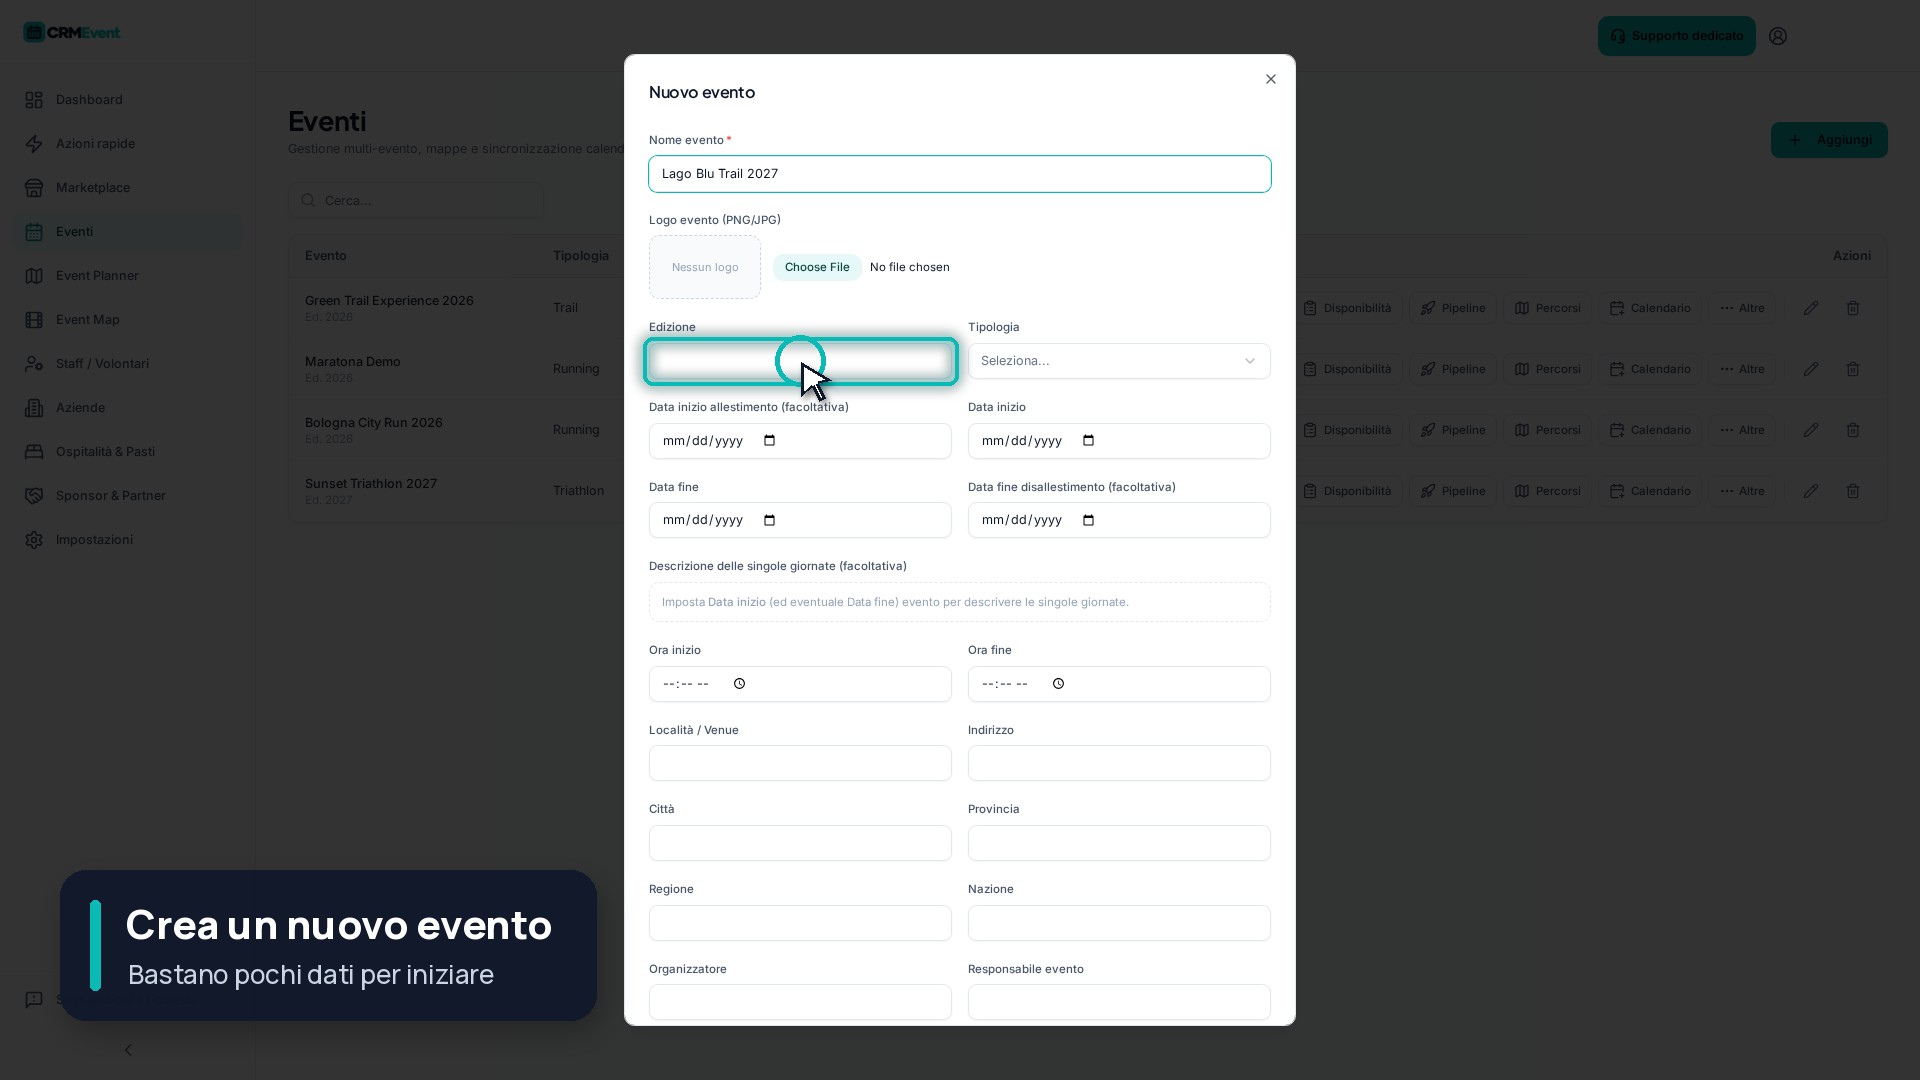 CRMEvent
Supporto dedicato
Dashboard
Azioni rapide
Marketplace
Eventi
Event Planner
Event Map
Staff / Volontari
Aziende
Ospitalità & Pasti
Sponsor & Partner
Impostazioni
Eventi
Gestione multi-evento, mappe e sincronizzazione calend
Aggiungi
Cerca...
Evento Tipologia Azioni
Green Trail Experience 2026 Trail Disponibilità Pipeline Percorsi Calendario Altre
Ed. 2026
Maratona Demo Running Disponibilità Pipeline Percorsi Calendario Altre
Ed. 2026
Bologna City Run 2026 Running Disponibilità Pipeline Percorsi Calendario Altre
Ed. 2026
Sunset Triathlon 2027 Triathlon Disponibilità Pipeline Percorsi Calendario Altre
Ed. 2027
Nuovo evento
Nome evento *
Lago Blu Trail 2027
Logo evento (PNG/JPG)
Nessun logo Choose File No file chosen
Edizione Tipologia
Seleziona...
Data inizio allestimento (facoltativa) Data inizio
mm/dd/yyyy mm/dd/yyyy
Data fine Data fine disallestimento (facoltativa)
mm/dd/yyyy mm/dd/yyyy
Descrizione delle singole giornate (facoltativa)
Imposta Data inizio (ed eventuale Data fine) evento per descrivere le singole giornate.
Ora inizio Ora fine
--:-- -- --:-- --
Località / Venue Indirizzo
Città Provincia
Regione Nazione
Organizzatore Responsabile evento
Crea un nuovo evento
Bastano pochi dati per iniziare